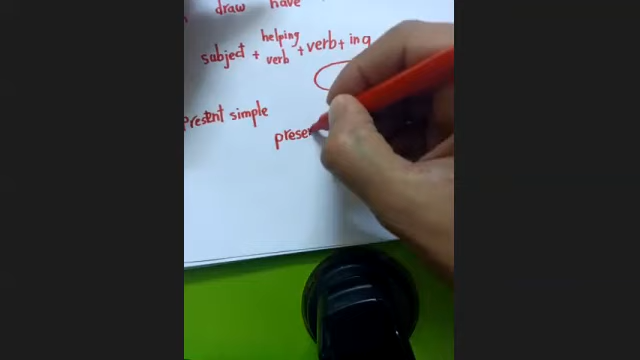 draw have
subject + helping verb + verb + ing
Present simple
prese